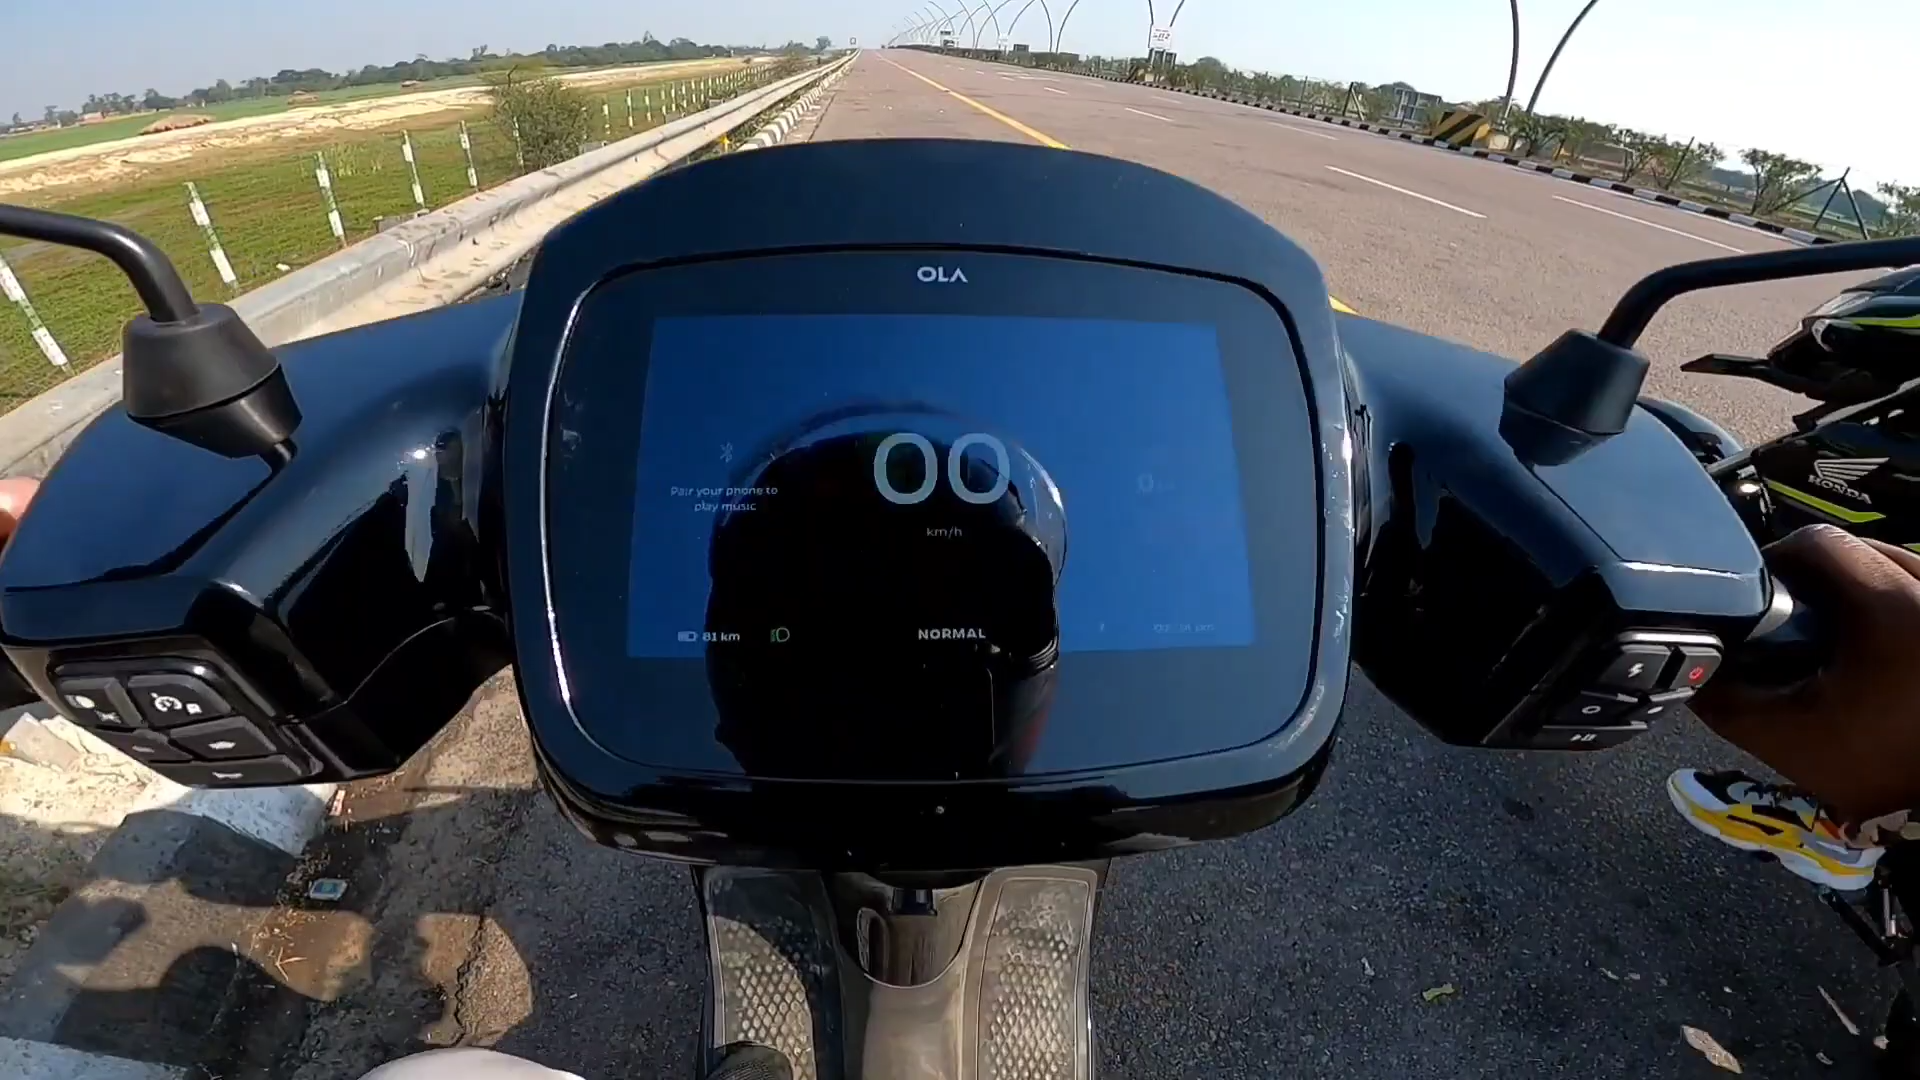 OLA
00
km/h
Pair your phone to
play music
81 km
NORMAL
HONDA